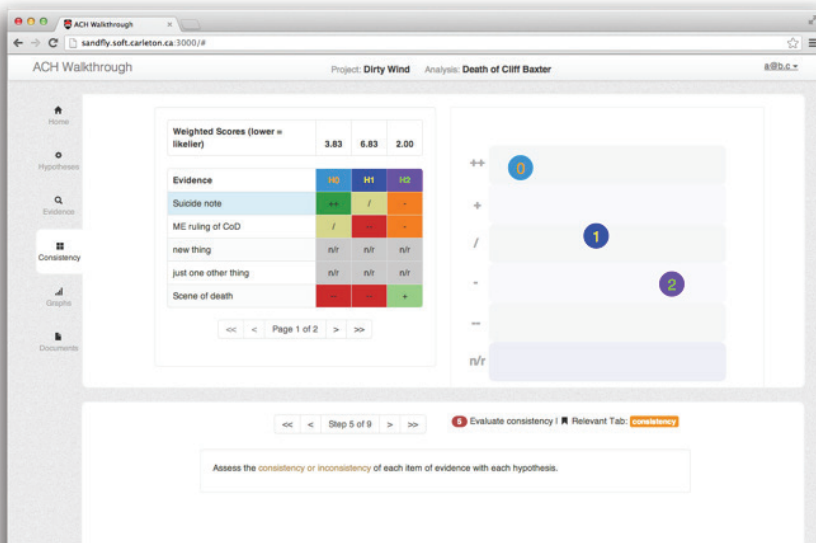 ACH Walkthrough
sandfly.soft.carleton.ca:3000/#
ACH Walkthrough
Project: Dirty Wind Analysis: Death of Cliff Baxter
a@b.c
Home
Hypotheses
Evidence
Consistency
Graphs
Documents
Weighted Scores (lower =
likelier) 3.83 6.83 2.00
Evidence H0 H1 H2
Suicide note ++ / -
ME ruling of CoD / -- -
new thing n/r n/r n/r
just one other thing n/r n/r n/r
Scene of death -- -- +
<< < Page 1 of 2 > >>
++ 0
+
/ 1
- 2
--
n/r
<< < Step 5 of 9 > >>
5 Evaluate consistency | Relevant Tab: consistency
Assess the consistency or inconsistency of each item of evidence with each hypothesis.